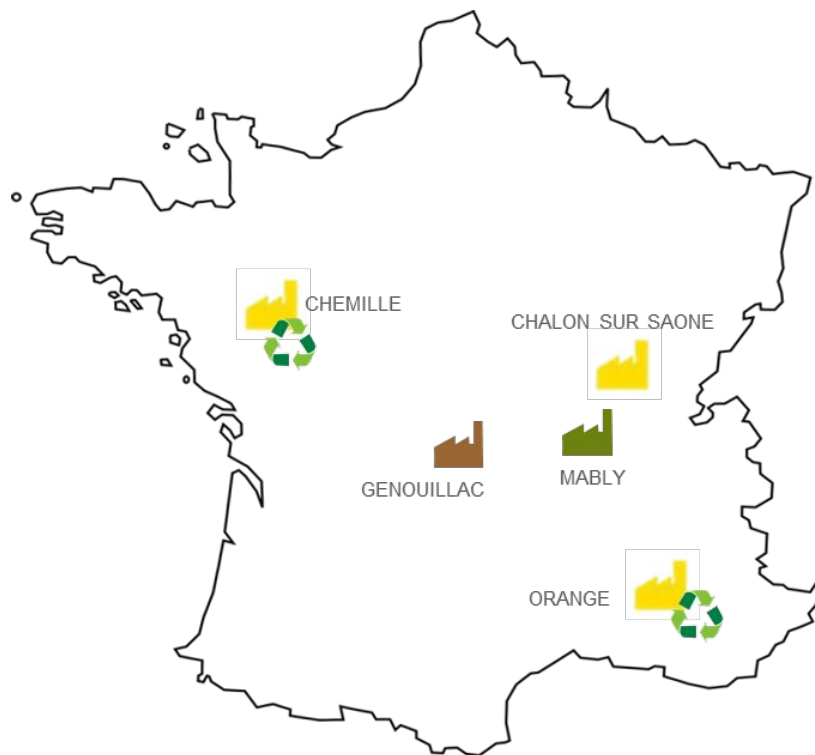 CHEMILLE
CHALON SUR SAONE
GENOUILLAC
MABLY
ORANGE